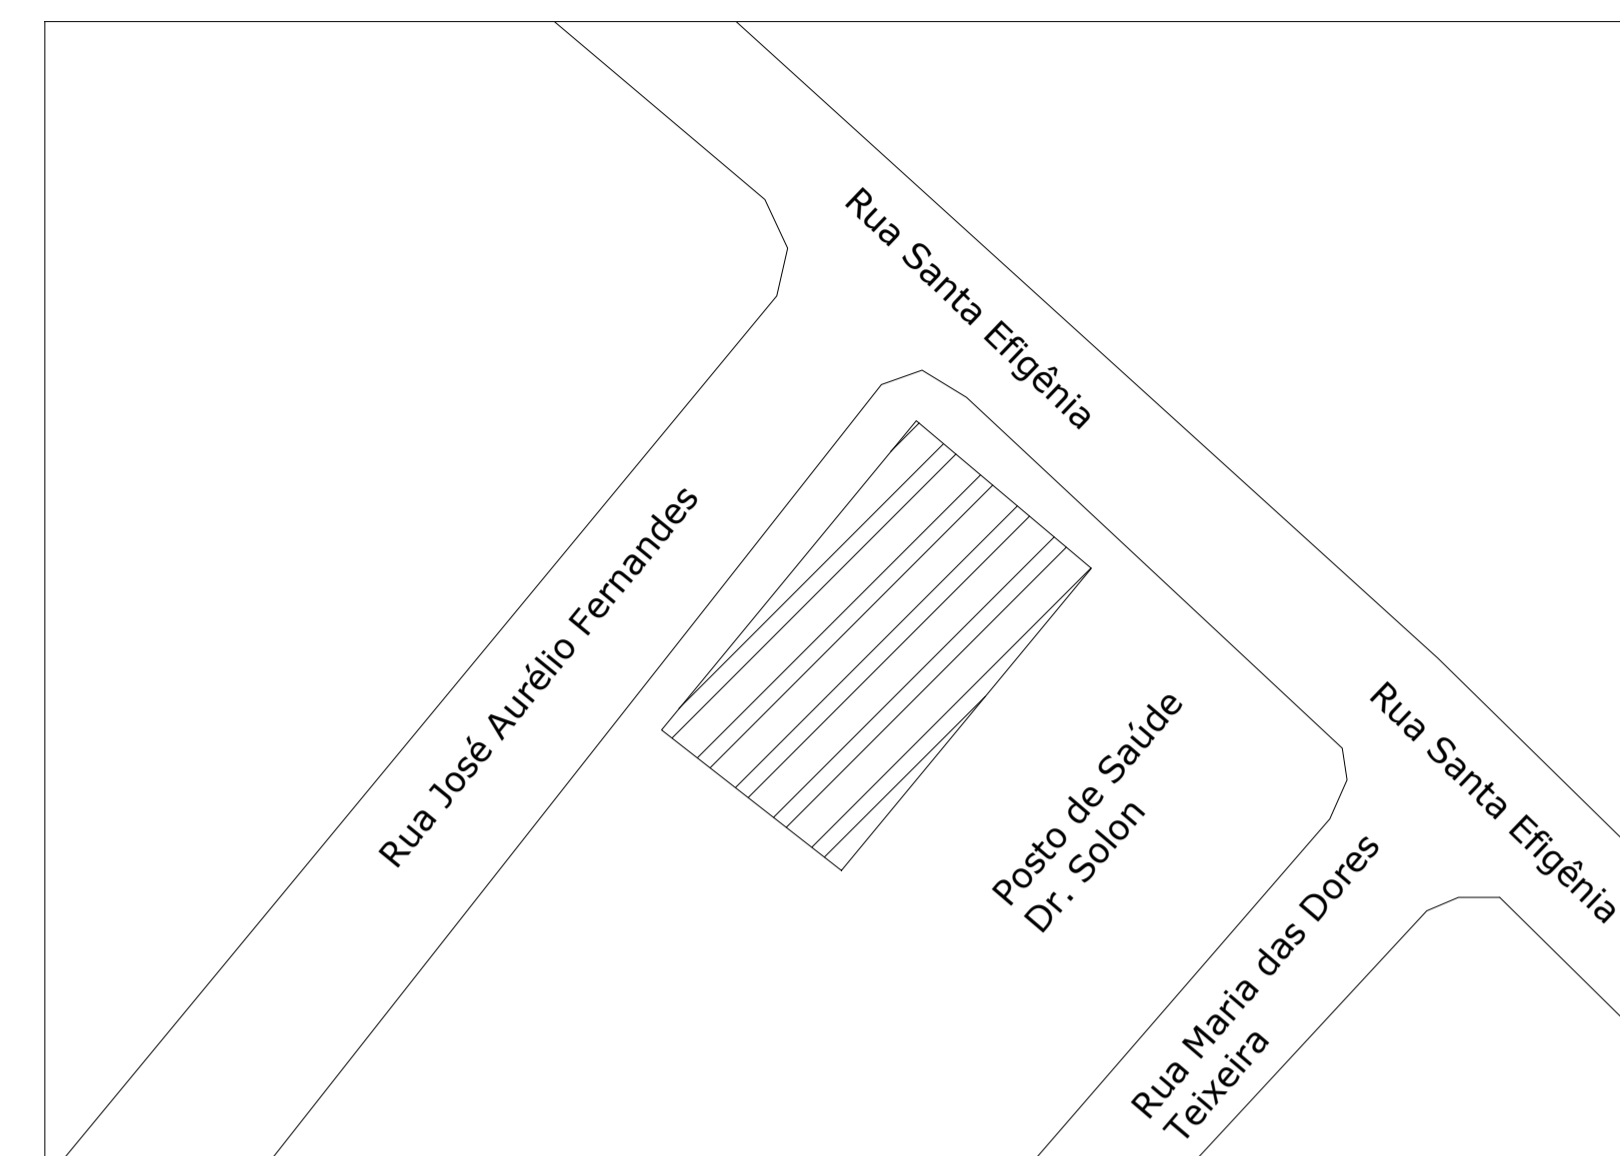 Rua Santa Efigênia
Rua José Aurélio Fernandes
Posto de Saúde
Dr. Solon
Rua Santa Efigênia
Rua Maria das Dores
Teixeira